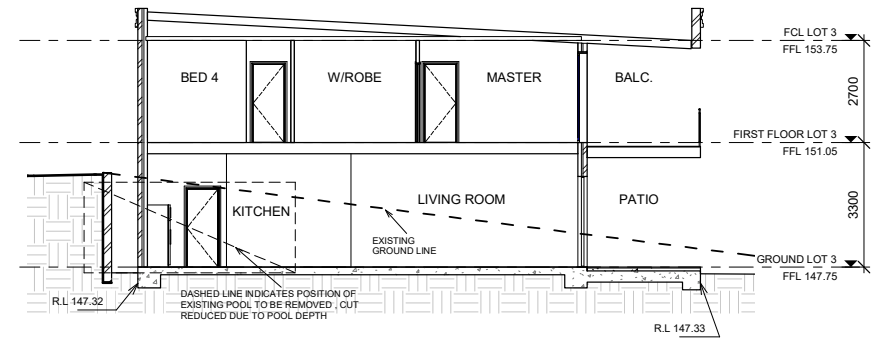 FCL LOT 3
FFL 153.75
BED 4
W/ROBE
MASTER
BALC.
2700
FIRST FLOOR LOT 3
FFL 151.05
KITCHEN
LIVING ROOM
PATIO
3300
EXISTING
GROUND LINE
GROUND LOT 3
FFL 147.75
R.L 147.32
DASHED LINE INDICATES POSITION OF
EXISTING POOL TO BE REMOVED , CUT
REDUCED DUE TO POOL DEPTH
R.L 147.33